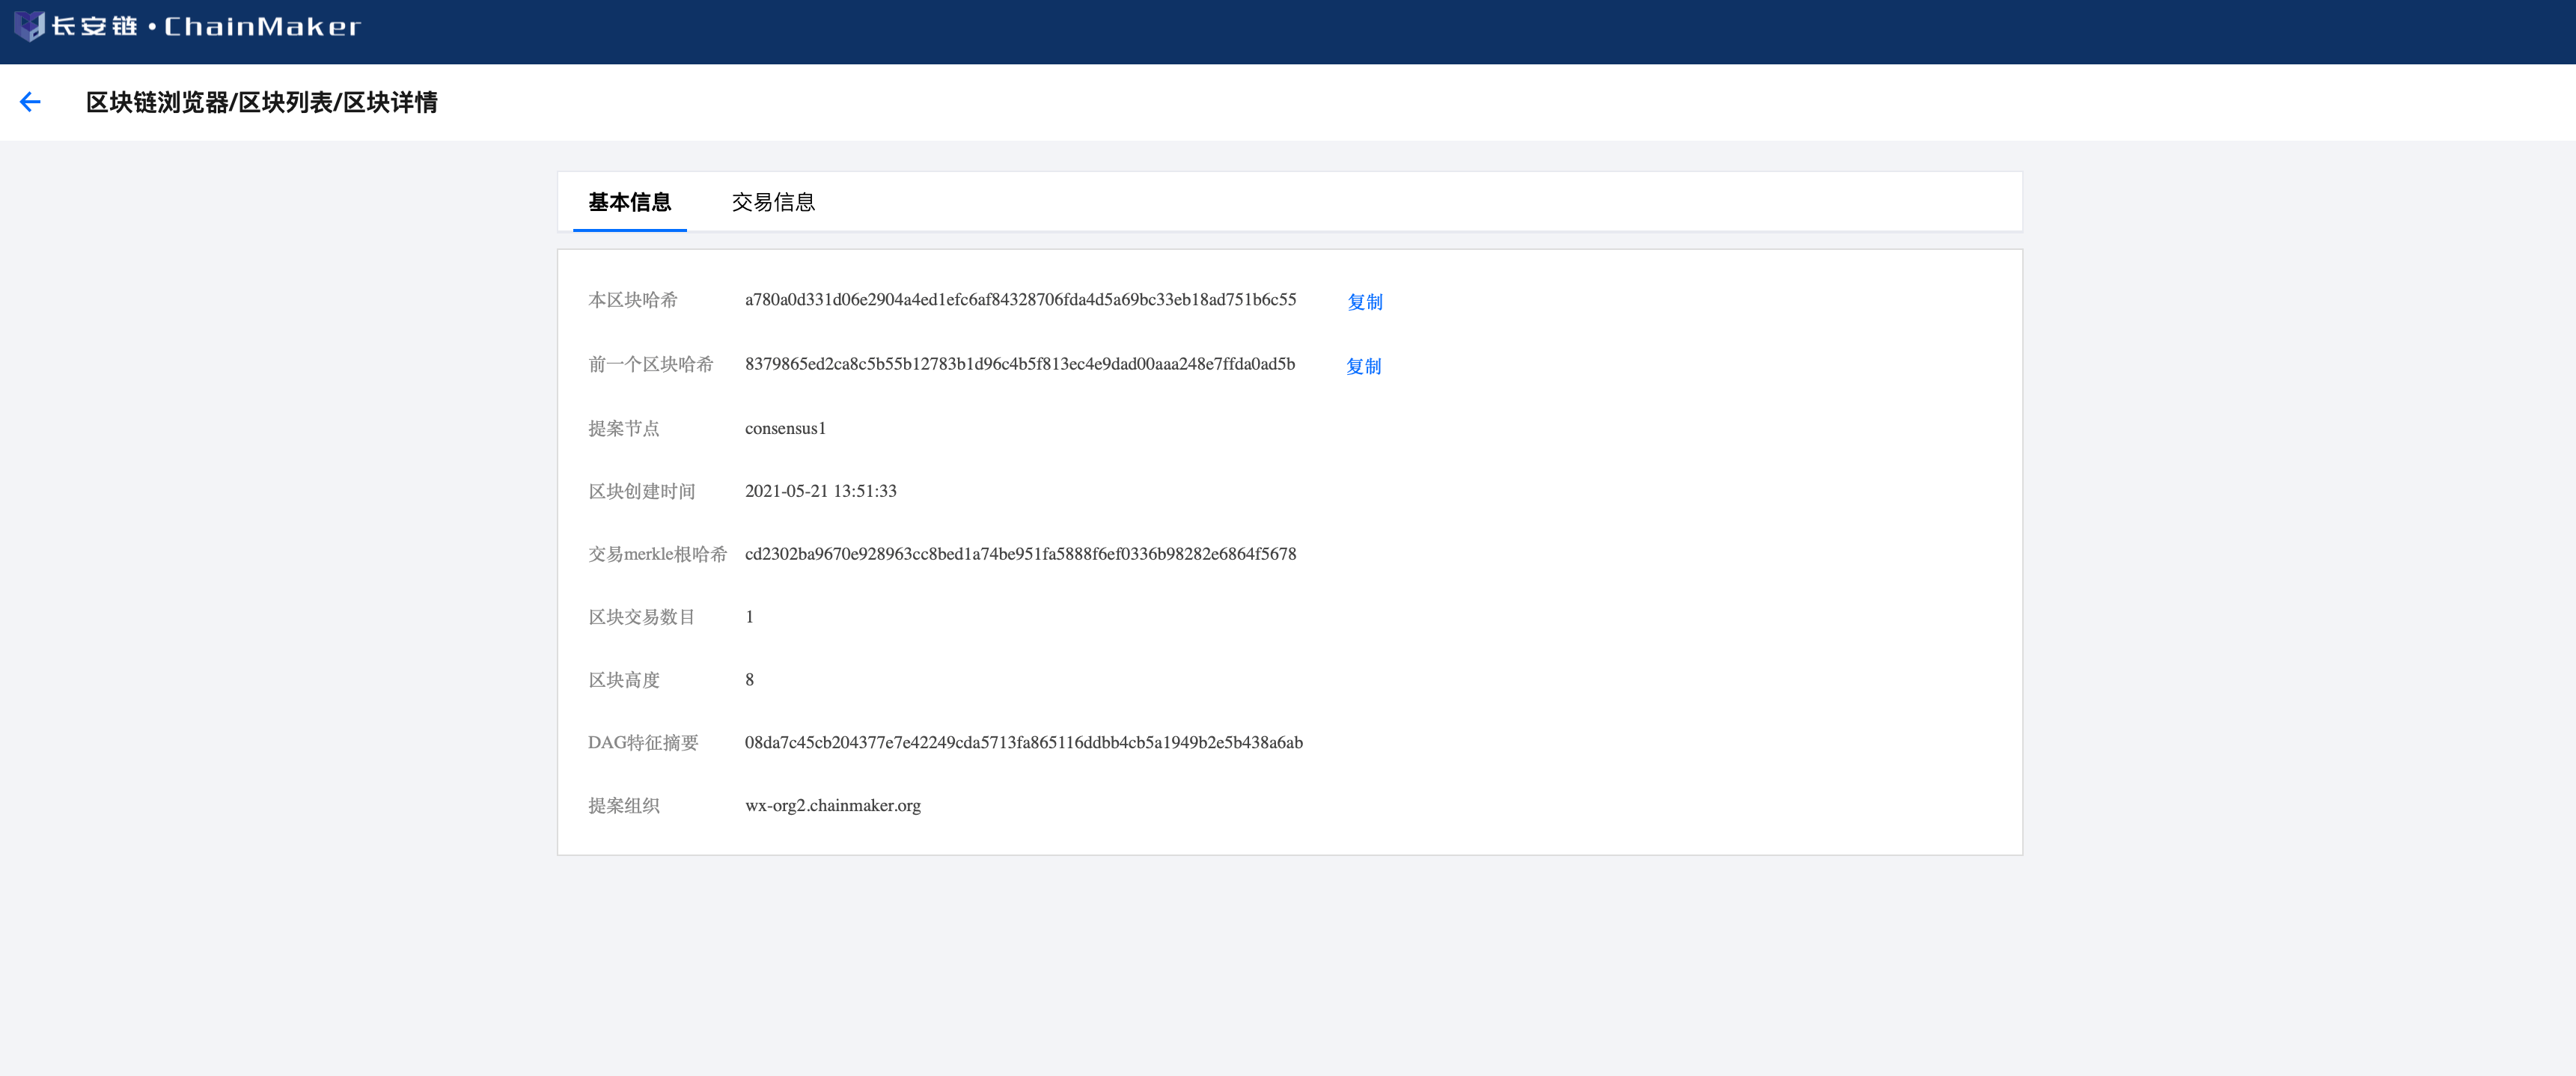 长安链·ChainMaker
区块链浏览器/区块列表/区块详情
基本信息 交易信息
本区块哈希 a780a0d331d06e2904a4ed1efc6af84328706fda4d5a69bc33eb18ad751b6c55 复制
前一个区块哈希 8379865ed2ca8c5b55b12783b1d96c4b5f813ec4e9dad00aaa248e7ffda0ad5b 复制
提案节点 consensus1
区块创建时间 2021-05-21 13:51:33
交易merkle根哈希 cd2302ba9670e928963cc8bed1a74be951fa5888f6ef0336b98282e6864f5678
区块交易数目 1
区块高度 8
DAG特征摘要 08da7c45cb204377e7e42249cda5713fa865116ddbb4cb5a1949b2e5b438a6ab
提案组织 wx-org2.chainmaker.org